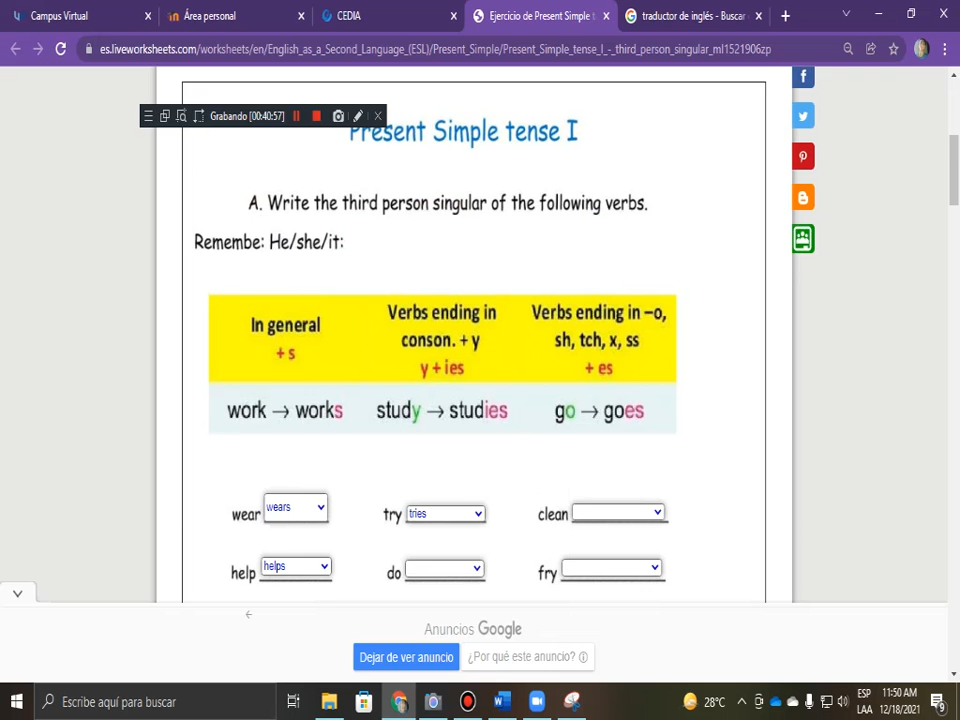 Campus Virtual
Área personal
CEDIA
Ejercicio de Present Simple t
traductor de inglés - Buscar
es.liveworksheets.com/worksheets/en/English_as_a_Second_Language_(ESL)/Present_Simple/Present_Simple_tense_I_-_third_person_singular_ml1521906zp
Grabando [00:40:57]
Present Simple tense I
A. Write the third person singular of the following verbs.
Remembe: He/she/it:
In general
+ s
Verbs ending in
conson. + y
y + ies
Verbs ending in –o,
sh, tch, x, ss
+ es
work → works
study → studies
go → goes
wear wears
try tries
clean
help helps
do
fry
Anuncios Google
Dejar de ver anuncio
¿Por qué este anuncio?
Escribe aquí para buscar
28°C
ESP
LAA
11:50 AM
12/18/2021
9